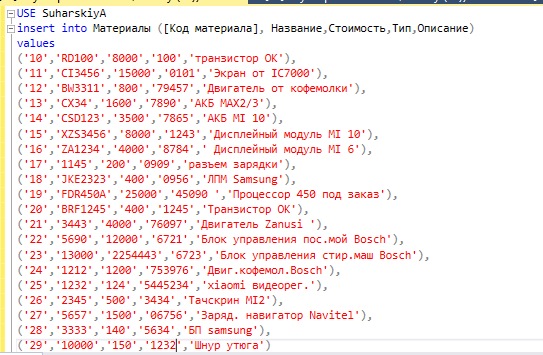 USE SuharskiyA
insert into Материалы ([Код материала], Название,Стоимость,Тип,Описание)
values
('10','RD100','8000','100','транзистор ОК'),
('11','CI3456','15000','0101','Экран от IC7000'),
('12','BW3311','800','79457','Двигатель от кофемолки'),
('13','CX34','1600','7890','АКБ MAX2/3'),
('14','CSD123','3500','7865','АКБ MI 10'),
('15','XZS3456','8000','1243','Дисплейный модуль MI 10'),
('16','ZA1234','4000','8784',' Дисплейный модуль MI 6'),
('17','1145','200','0909','разъем зарядки'),
('18','JKE2323','400','0956','ЛПМ Samsung'),
('19','FDR450A','25000','45090 ','Процессор 450 под заказ'),
('20','BRF1245','400','1245','Транзистор ОК'),
('21','3443','4000','76097','Двигатель Zanusi '),
('22','5690','12000','6721','Блок управления пос.мой Bosch'),
('23','13000','2254443','6723','Блок управления стир.маш Bosch'),
('24','1212','1200','753976','Двиг.кофемол.Bosch'),
('25','1232','124','5445234','xiaomi видеорег.'),
('26','2345','500','3434','Тачскрин MI2'),
('27','5657','1500','06756','Заряд. навигатор Navitel'),
('28','3333','140','5634','БП samsung'),
('29','10000','150','1232','Шнур утюга')